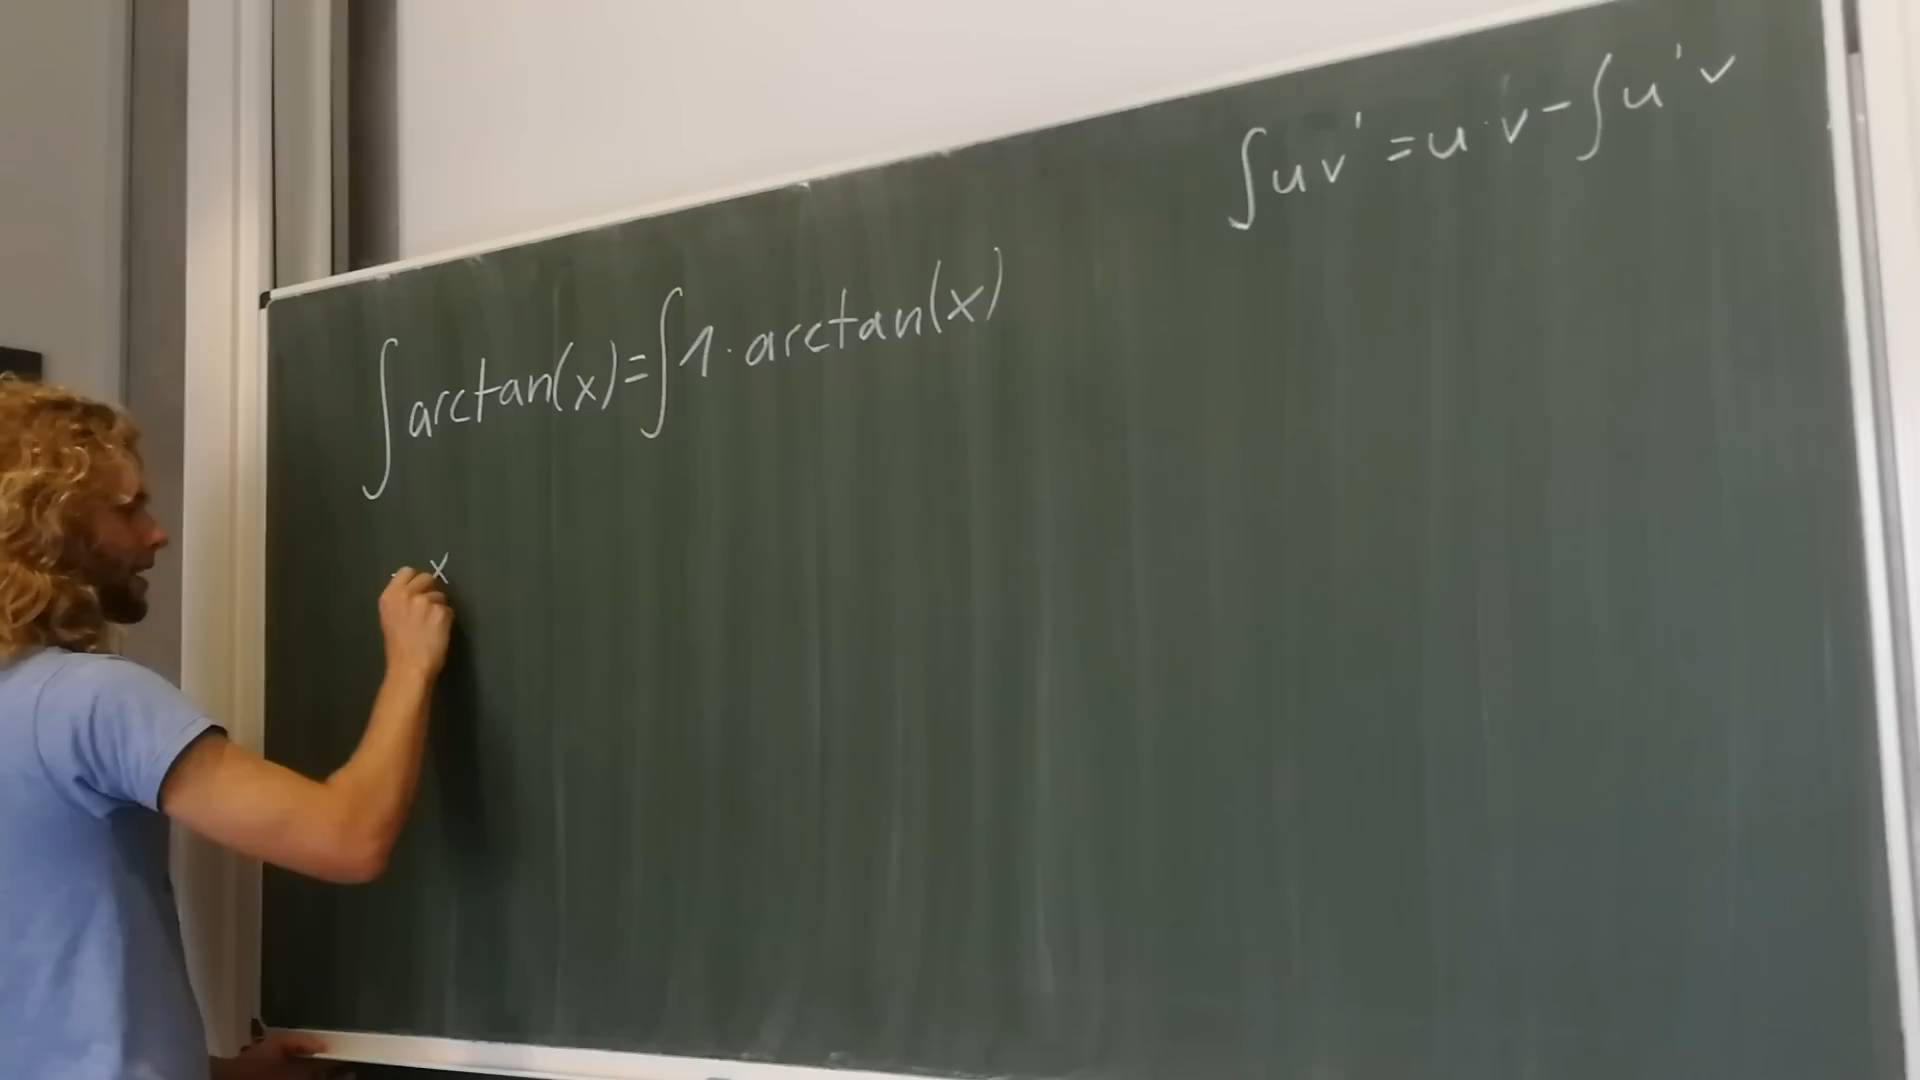 ∫uv' = u·v - ∫u'v
∫arctan(x) = ∫1·arctan(x)
x